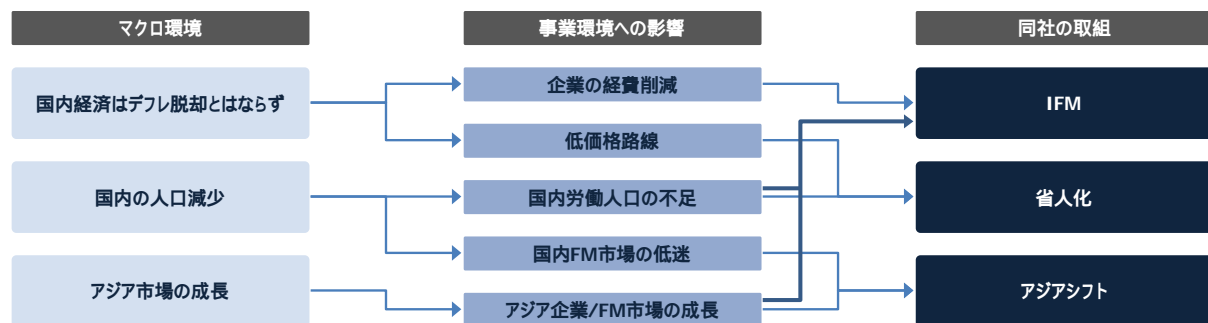 マクロ環境
事業環境への影響
同社の取組
国内経済はデフレ脱却とはならず
国内の人口減少
アジア市場の成長
企業の経費削減
低価格路線
国内労働人口の不足
国内FM市場の低迷
アジア企業/FM市場の成長
IFM
省人化
アジアシフト